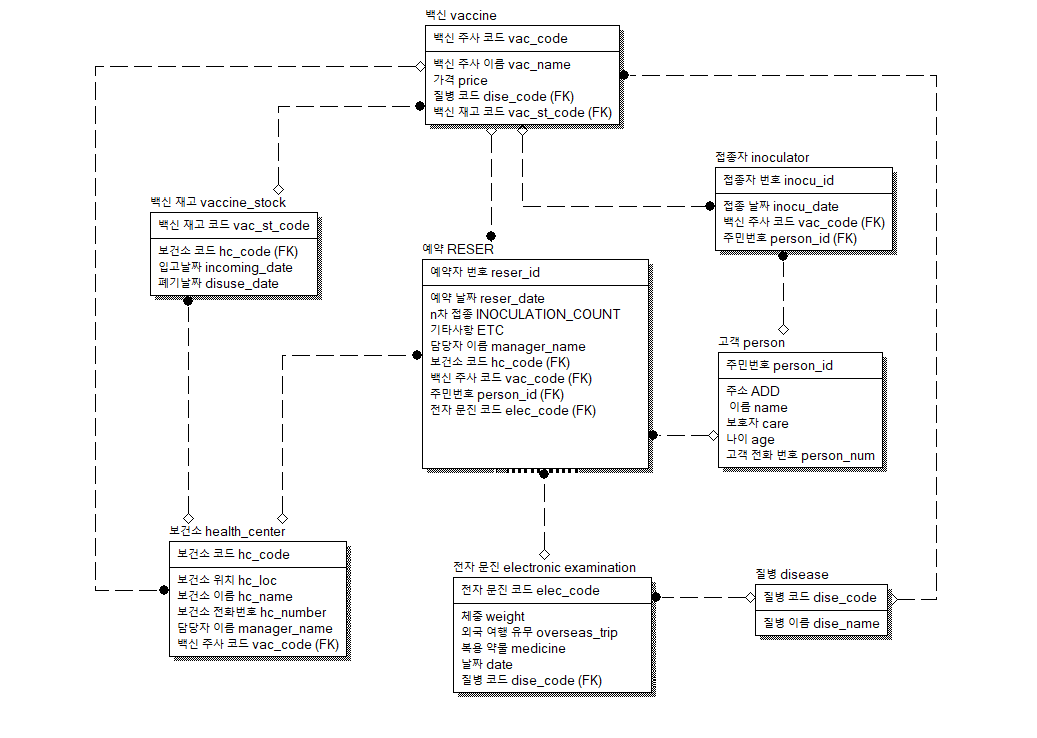 백신 vaccine
백신 주사 코드 vac_code
백신 주사 이름 vac_name
가격 price
질병 코드 dise_code (FK)
백신 재고 코드 vac_st_code (FK)
접종자 inoculator
접종자 번호 inocu_id
접종 날짜 inocu_date
백신 주사 코드 vac_code (FK)
주민번호 person_id (FK)
백신 재고 vaccine_stock
백신 재고 코드 vac_st_code
보건소 코드 hc_code (FK)
입고날짜 incoming_date
폐기날짜 disuse_date
예약 RESER
예약자 번호 reser_id
예약 날짜 reser_date
n차 접종 INOCULATION_COUNT
기타사항 ETC
담당자 이름 manager_name
보건소 코드 hc_code (FK)
백신 주사 코드 vac_code (FK)
주민번호 person_id (FK)
전자 문진 코드 elec_code (FK)
고객 person
주민번호 person_id
주소 ADD
이름 name
보호자 care
나이 age
고객 전화 번호 person_num
보건소 health_center
보건소 코드 hc_code
보건소 위치 hc_loc
보건소 이름 hc_name
보건소 전화번호 hc_number
담당자 이름 manager_name
백신 주사 코드 vac_code (FK)
전자 문진 electronic examination
전자 문진 코드 elec_code
체중 weight
외국 여행 유무 overseas_trip
복용 약물 medicine
날짜 date
질병 코드 dise_code (FK)
질병 disease
질병 코드 dise_code
질병 이름 dise_name